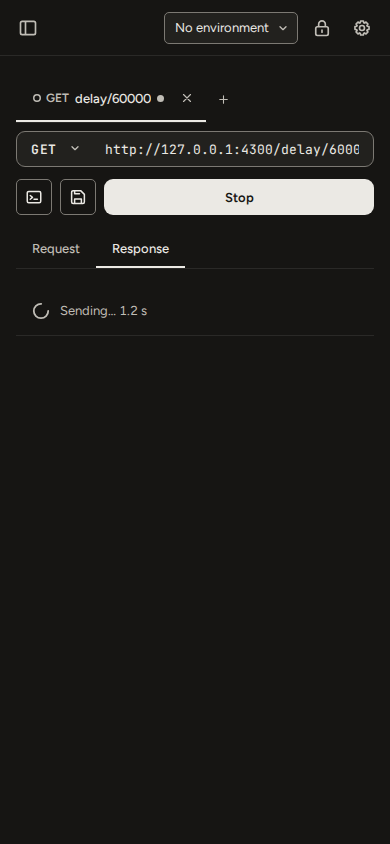 No environment
GET delay/60000
GET http://127.0.0.1:4300/delay/6000
Stop
Request Response
Sending... 1.2 s